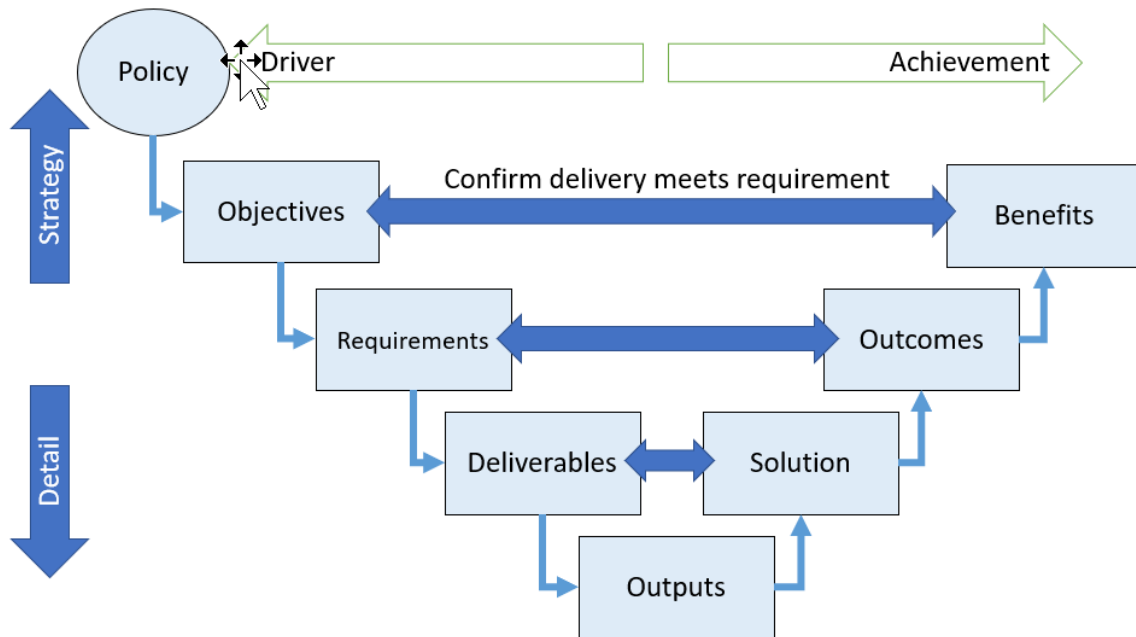 Policy
Driver
Achievement
Strategy
Confirm delivery meets requirement
Objectives
Benefits
Requirements
Outcomes
Detail
Deliverables
Solution
Outputs